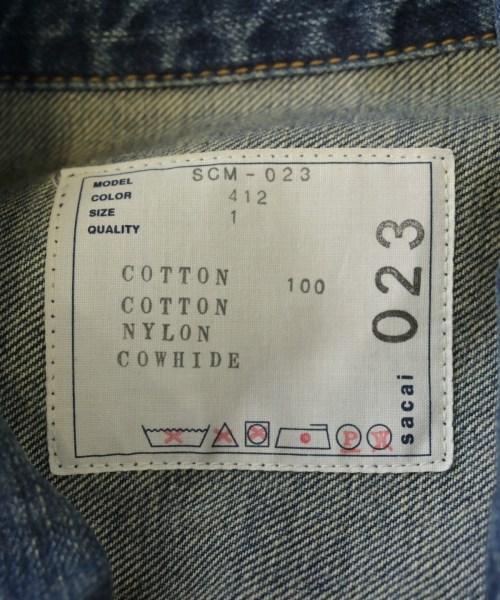 MODEL SCM-023
COLOR 412
SIZE 1
QUALITY
COTTON 100
COTTON
NYLON
COWHIDE
P W
sacai 023